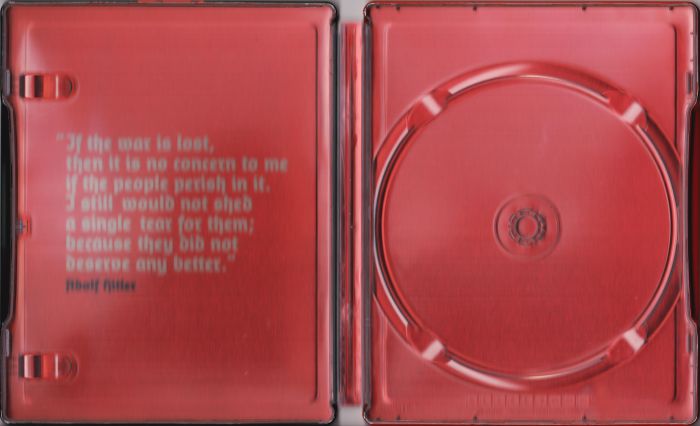 "If the war is lost,
then it is no concern to me
if the people perish in it.
I still would not shed
a single tear for them;
because they did not
deserve any better."
Adolf Hitler